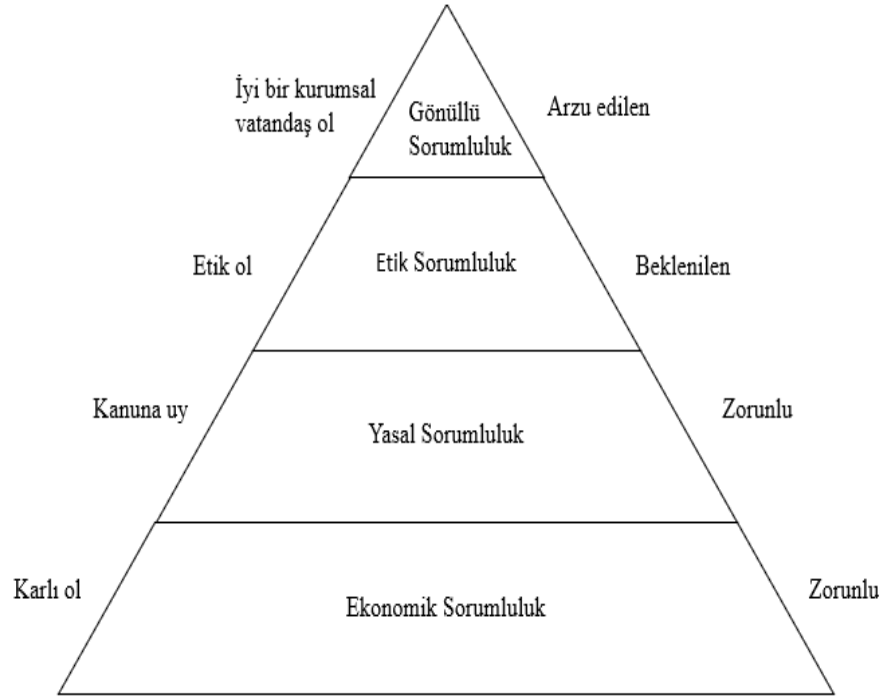 İyi bir kurumsal
vatandaş ol
Gönüllü
Sorumluluk
Arzu edilen
Etik ol
Etik Sorumluluk
Beklenilen
Kanuna uy
Yasal Sorumluluk
Zorunlu
Karlı ol
Ekonomik Sorumluluk
Zorunlu